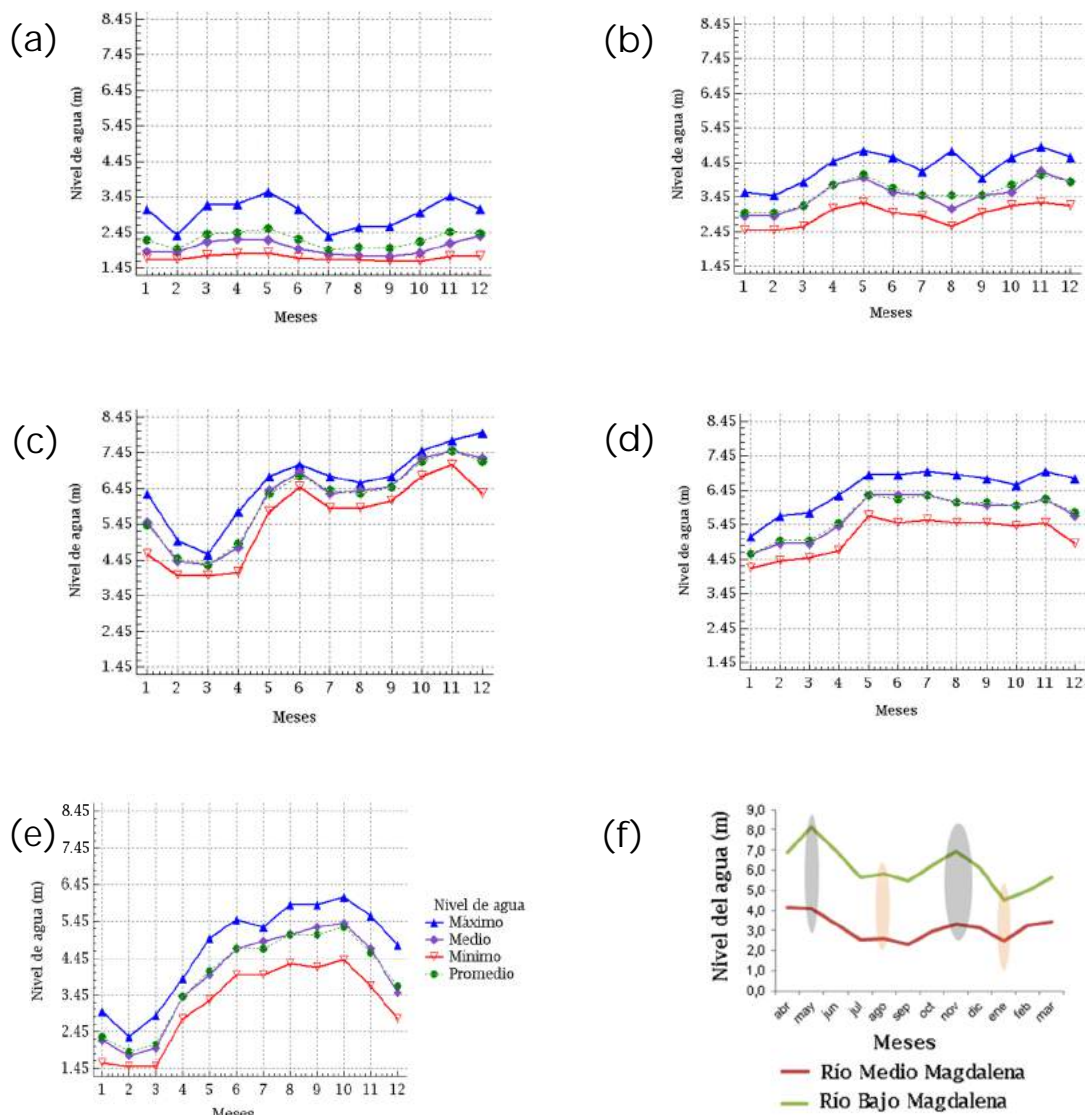 (a)
Nivel de agua (m)
8.45
7.45
6.45
5.45
4.45
3.45
2.45
1.45
1 2 3 4 5 6 7 8 9 10 11 12
Meses
(b)
Nivel de agua (m)
8.45
7.45
6.45
5.45
4.45
3.45
2.45
1.45
1 2 3 4 5 6 7 8 9 10 11 12
Meses
(c)
Nivel de agua (m)
8.45
7.45
6.45
5.45
4.45
3.45
2.45
1.45
1 2 3 4 5 6 7 8 9 10 11 12
Meses
(d)
Nivel de agua (m)
8.45
7.45
6.45
5.45
4.45
3.45
2.45
1.45
1 2 3 4 5 6 7 8 9 10 11 12
Meses
(e)
Nivel de agua (m)
8.45
7.45
6.45
5.45
4.45
3.45
2.45
1.45
1 2 3 4 5 6 7 8 9 10 11 12
Meses
Nivel de agua
Máximo
Medio
Mínimo
Promedio
(f)
Nivel del agua (m)
9,0
8,0
7,0
6,0
5,0
4,0
3,0
2,0
1,0
0,0
abr may jun jul ago sep oct nov dic ene feb mar
Meses
Río Medio Magdalena
Río Bajo Magdalena